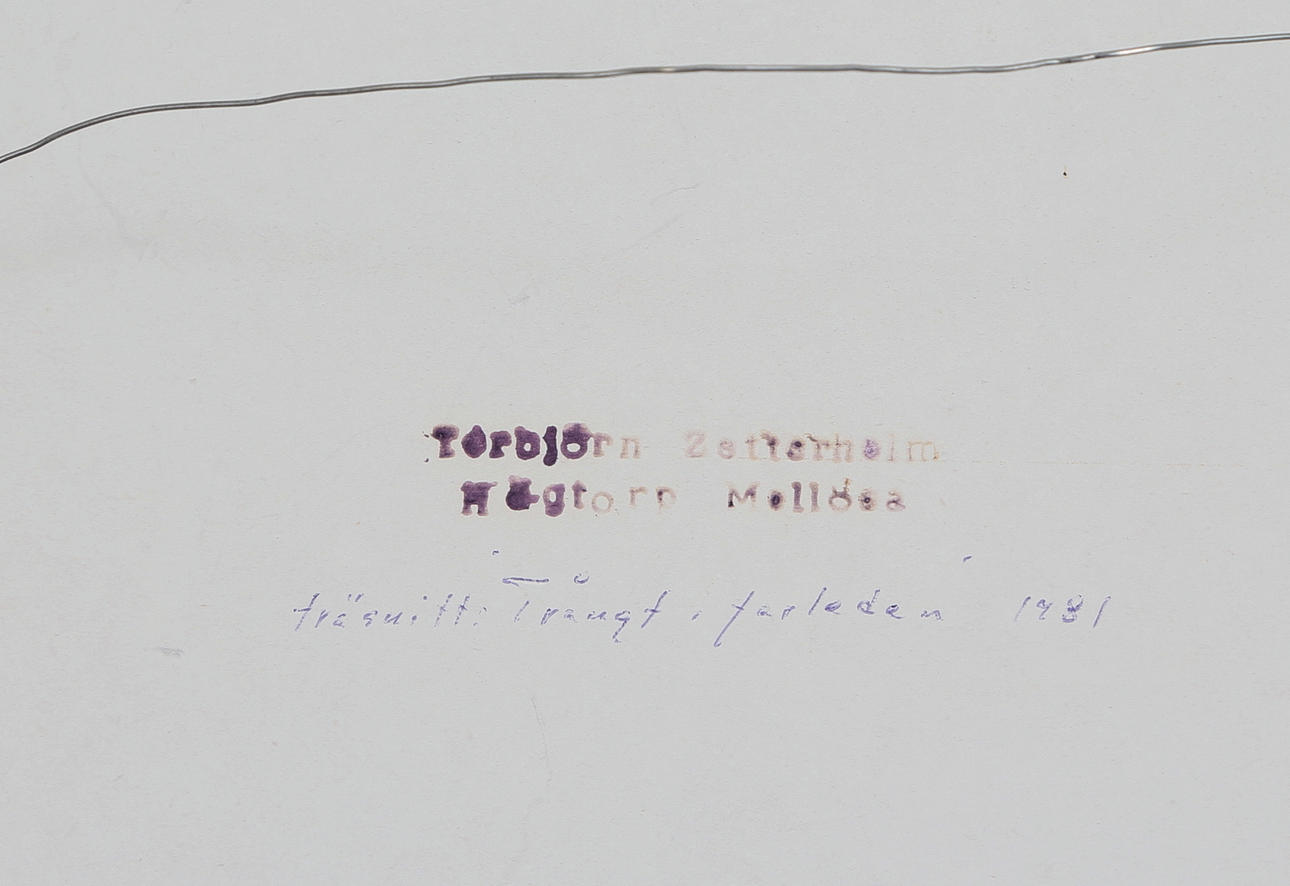 Torbjörn Zetterholm
Högtorp Mellösa
träsnitt: "Trångt i farleden" 1981